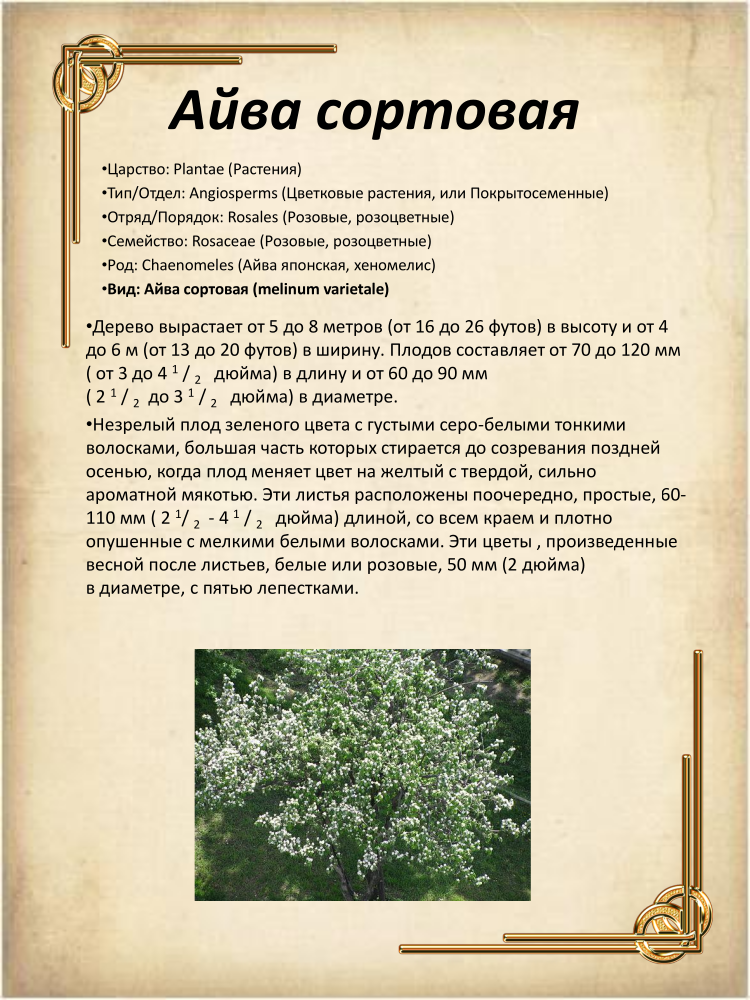 Айва сортовая
•Царство: Plantae (Растения)
•Тип/Отдел: Angiosperms (Цветковые растения, или Покрытосеменные)
•Отряд/Порядок: Rosales (Розовые, розоцветные)
•Семейство: Rosaceae (Розовые, розоцветные)
•Род: Chaenomeles (Айва японская, хеномелис)
•Вид: Айва сортовая (melinum varietale)
•Дерево вырастает от 5 до 8 метров (от 16 до 26 футов) в высоту и от 4
до 6 м (от 13 до 20 футов) в ширину. Плодов составляет от 70 до 120 мм
( от 3 до 4 ¹ / ₂ дюйма) в длину и от 60 до 90 мм
( 2 ¹ / ₂ до 3 ¹ / ₂ дюйма) в диаметре.
•Незрелый плод зеленого цвета с густыми серо-белыми тонкими
волосками, большая часть которых стирается до созревания поздней
осенью, когда плод меняет цвет на желтый с твердой, сильно
ароматной мякотью. Эти листья расположены поочередно, простые, 60-
110 мм ( 2 ¹/ ₂ - 4 ¹ / ₂ дюйма) длиной, со всем краем и плотно
опушенные с мелкими белыми волосками. Эти цветы , произведенные
весной после листьев, белые или розовые, 50 мм (2 дюйма)
в диаметре, с пятью лепестками.